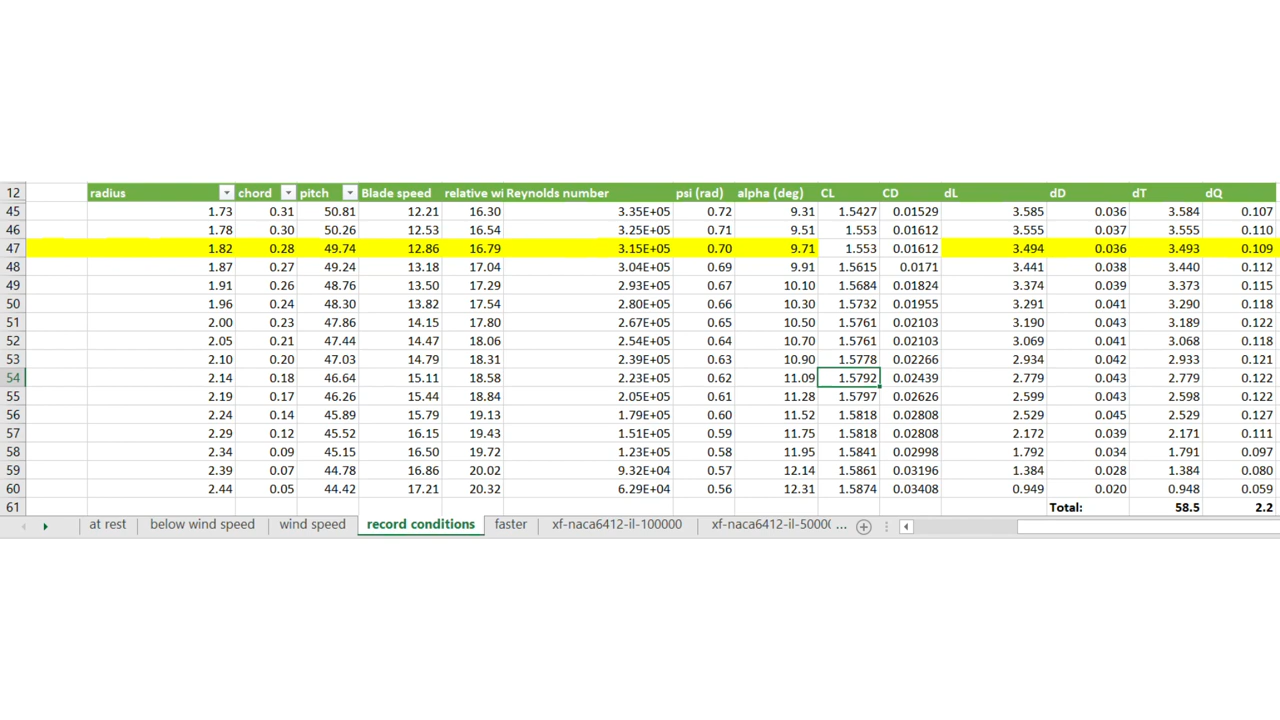 12 radius chord pitch Blade speed relative wi Reynolds number psi (rad) alpha (deg) CL CD dL dD dT dQ
45 1.73 0.31 50.81 12.21 16.30 3.35E+05 0.72 9.31 1.5427 0.01529 3.585 0.036 3.584 0.107
46 1.78 0.30 50.26 12.53 16.54 3.25E+05 0.71 9.51 1.553 0.01612 3.555 0.037 3.555 0.110
47 1.82 0.28 49.74 12.86 16.79 3.15E+05 0.70 9.71 1.553 0.01612 3.494 0.036 3.493 0.109
48 1.87 0.27 49.24 13.18 17.04 3.04E+05 0.69 9.91 1.5615 0.0171 3.441 0.038 3.440 0.112
49 1.91 0.26 48.76 13.50 17.29 2.93E+05 0.67 10.10 1.5684 0.01824 3.374 0.039 3.373 0.115
50 1.96 0.24 48.30 13.82 17.54 2.80E+05 0.66 10.30 1.5732 0.01955 3.291 0.041 3.290 0.118
51 2.00 0.23 47.86 14.15 17.80 2.67E+05 0.65 10.50 1.5761 0.02103 3.190 0.043 3.189 0.122
52 2.05 0.21 47.44 14.47 18.06 2.54E+05 0.64 10.70 1.5761 0.02103 3.069 0.041 3.068 0.118
53 2.10 0.20 47.03 14.79 18.31 2.39E+05 0.63 10.90 1.5778 0.02266 2.934 0.042 2.933 0.121
54 2.14 0.18 46.64 15.11 18.58 2.23E+05 0.62 11.09 1.5792 0.02439 2.779 0.043 2.779 0.122
55 2.19 0.17 46.26 15.44 18.84 2.05E+05 0.61 11.28 1.5797 0.02626 2.599 0.043 2.598 0.122
56 2.24 0.14 45.89 15.79 19.13 1.79E+05 0.60 11.52 1.5818 0.02808 2.529 0.045 2.529 0.127
57 2.29 0.12 45.52 16.15 19.43 1.51E+05 0.59 11.75 1.5818 0.02808 2.172 0.039 2.171 0.111
58 2.34 0.09 45.15 16.50 19.72 1.23E+05 0.58 11.95 1.5841 0.02998 1.792 0.034 1.791 0.097
59 2.39 0.07 44.78 16.86 20.02 9.32E+04 0.57 12.14 1.5861 0.03196 1.384 0.028 1.384 0.080
60 2.44 0.05 44.42 17.21 20.32 6.29E+04 0.56 12.31 1.5874 0.03408 0.949 0.020 0.948 0.059
61 Total: 58.5 2.2
at rest below wind speed wind speed record conditions faster xf-naca6412-il-100000 xf-naca6412-il-5000( ...